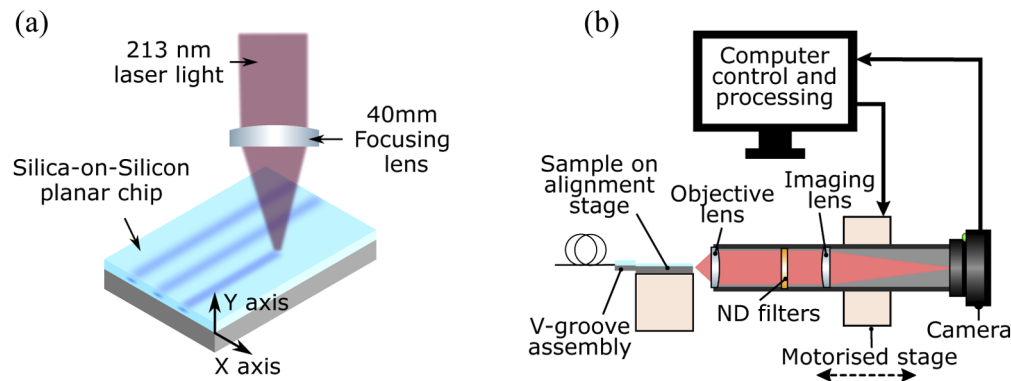 (a)
213 nm
laser light
40mm
Focusing
lens
Silica-on-Silicon
planar chip
Y axis
X axis
(b)
Computer
control and
processing
Sample on
alignment
stage
Objective
lens
Imaging
lens
V-groove
assembly
ND filters
Motorised stage
Camera